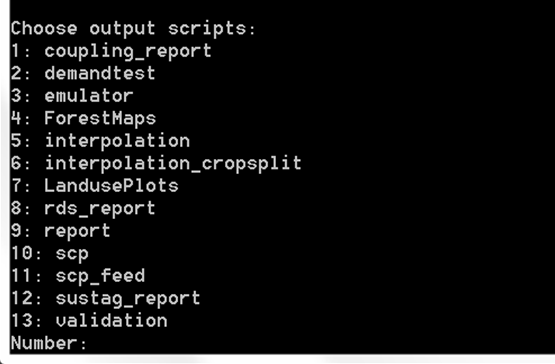 Choose output scripts:
1: coupling_report
2: demandtest
3: emulator
4: ForestMaps
5: interpolation
6: interpolation_cropsplit
7: LandusePlots
8: rds_report
9: report
10: scp
11: scp_feed
12: sustag_report
13: validation
Number: